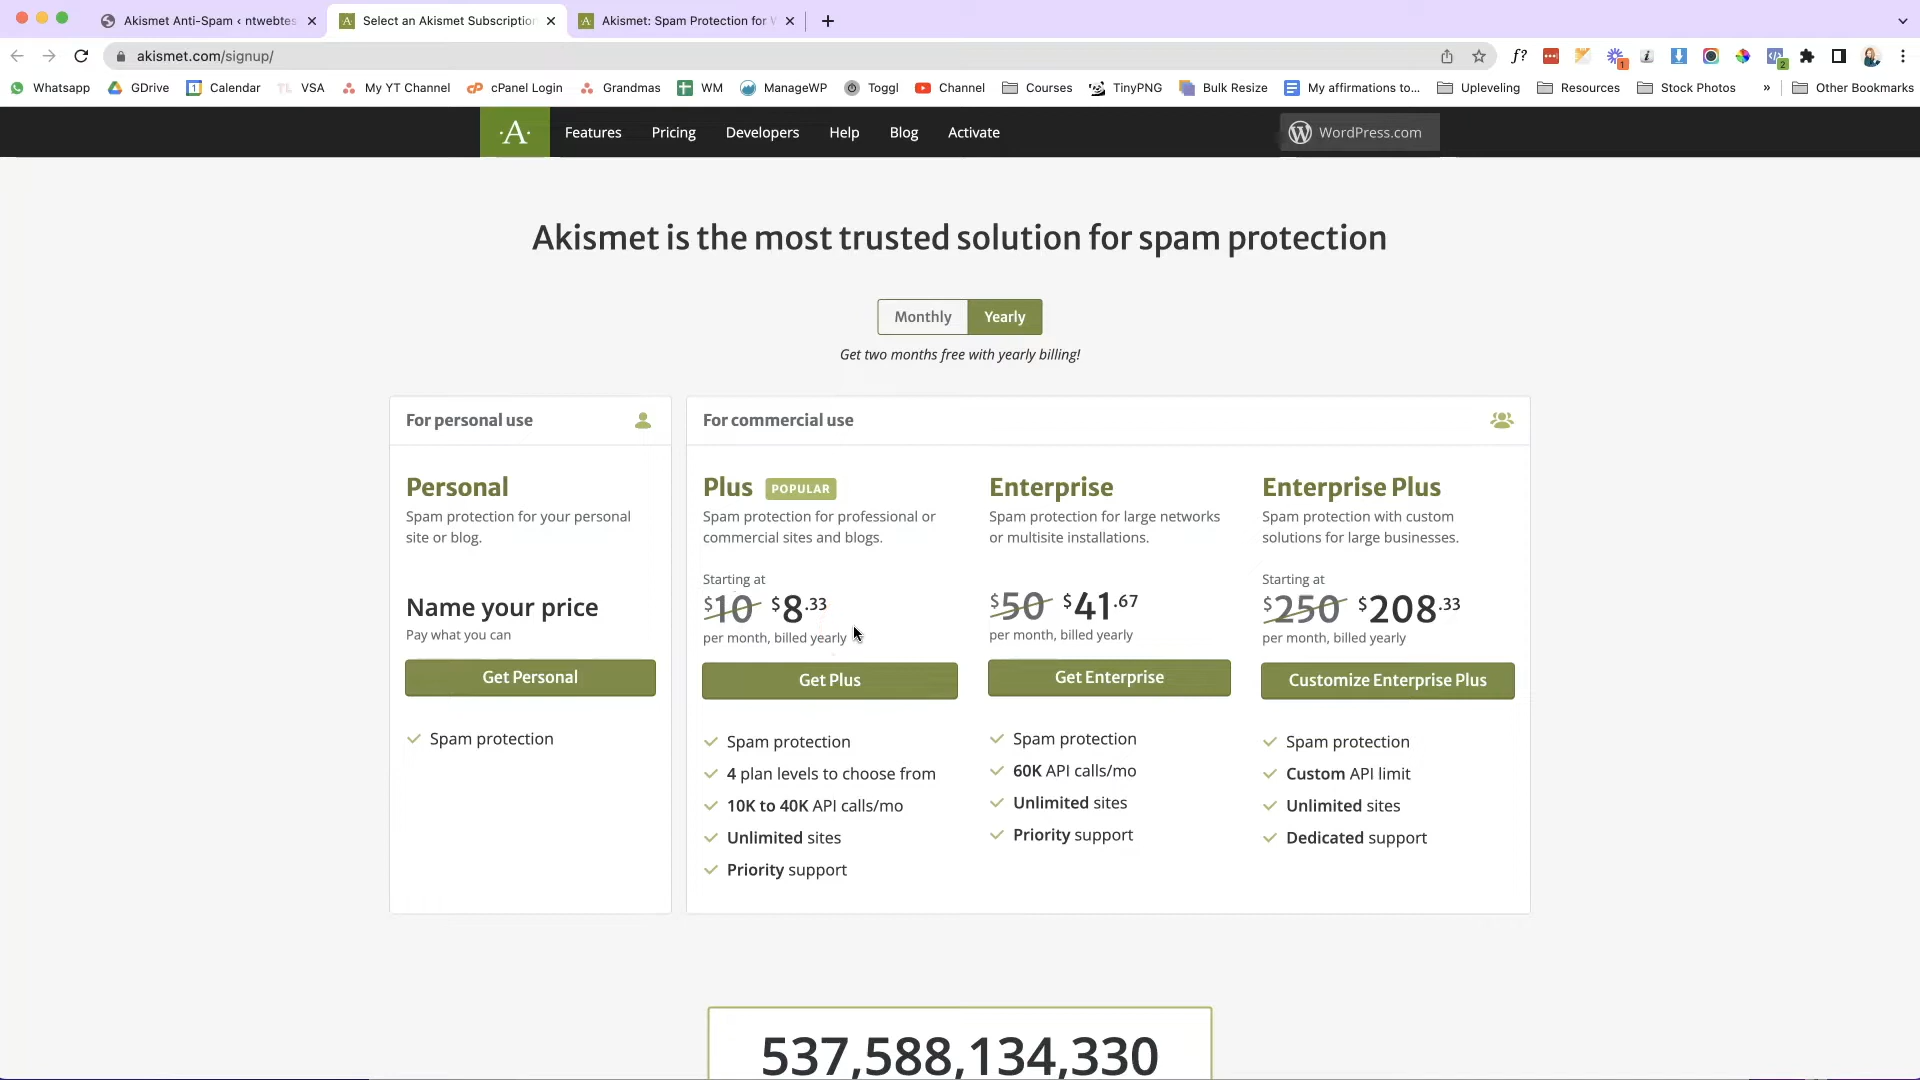 Akismet Anti-Spam ‹ ntwebtes
Select an Akismet Subscription
Akismet: Spam Protection for W
akismet.com/signup/
f?
1
2
Whatsapp
GDrive
Calendar
VSA
My YT Channel
cPanel Login
Grandmas
WM
ManageWP
Toggl
Channel
Courses
TinyPNG
Bulk Resize
My affirmations to...
Upleveling
Resources
Stock Photos
»
Other Bookmarks
·A·
Features
Pricing
Developers
Help
Blog
Activate
WordPress.com
Akismet is the most trusted solution for spam protection
Monthly
Yearly
Get two months free with yearly billing!
For personal use
Personal
Spam protection for your personal
site or blog.
Name your price
Pay what you can
Get Personal
Spam protection
For commercial use
Plus POPULAR
Spam protection for professional or
commercial sites and blogs.
Starting at
$10 $8.33
per month, billed yearly
Get Plus
Spam protection
4 plan levels to choose from
10K to 40K API calls/mo
Unlimited sites
Priority support
Enterprise
Spam protection for large networks
or multisite installations.
$50 $41.67
per month, billed yearly
Get Enterprise
Spam protection
60K API calls/mo
Unlimited sites
Priority support
Enterprise Plus
Spam protection with custom
solutions for large businesses.
Starting at
$250 $208.33
per month, billed yearly
Customize Enterprise Plus
Spam protection
Custom API limit
Unlimited sites
Dedicated support
537,588,134,330